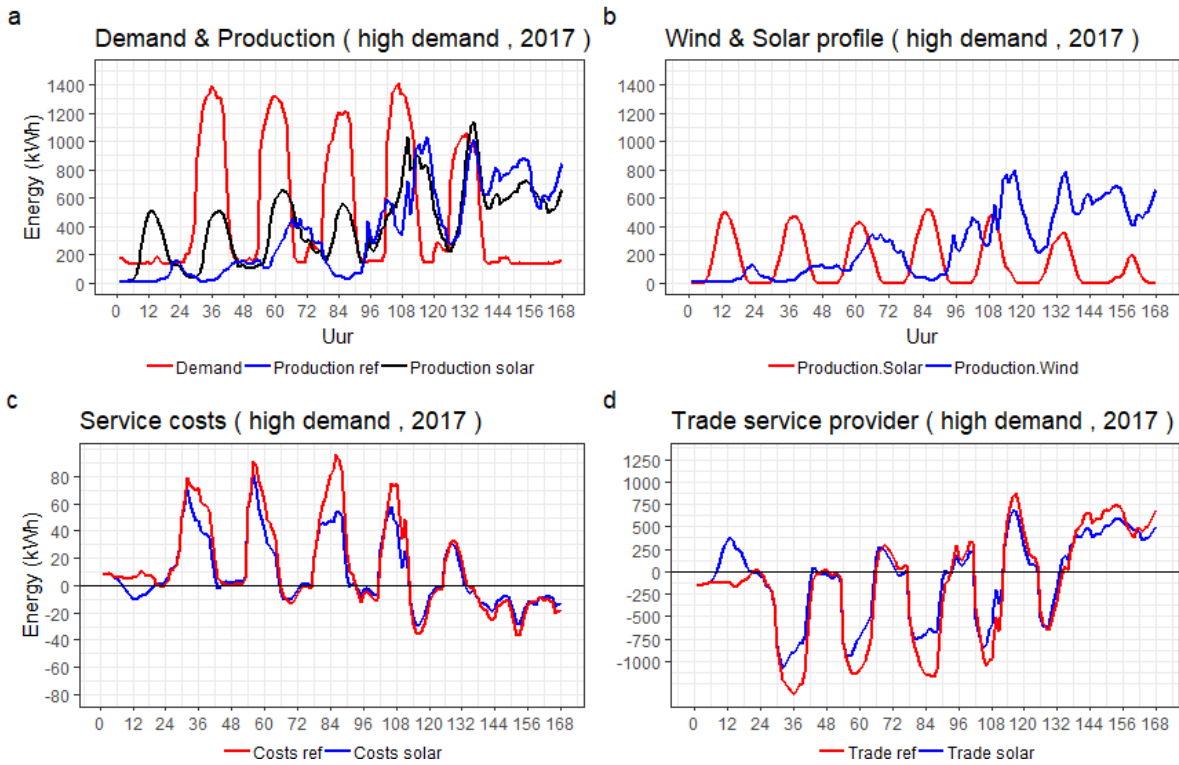 a
Demand & Production ( high demand , 2017 )
Energy (kWh)
1400
1200
1000
800
600
400
200
0
0 12 24 36 48 60 72 84 96 108 120 132 144 156 168
Uur
Demand Production ref Production solar
b
Wind & Solar profile ( high demand , 2017 )
1400
1200
1000
800
600
400
200
0
0 12 24 36 48 60 72 84 96 108 120 132 144 156 168
Uur
Production.Solar Production.Wind
c
Service costs ( high demand , 2017 )
Energy (kWh)
80
60
40
20
0
-20
-40
-60
-80
0 12 24 36 48 60 72 84 96 108 120 132 144 156 168
Costs ref Costs solar
d
Trade service provider ( high demand , 2017 )
1250
1000
750
500
250
0
-250
-500
-750
-1000
0 12 24 36 48 60 72 84 96 108 120 132 144 156 168
Trade ref Trade solar